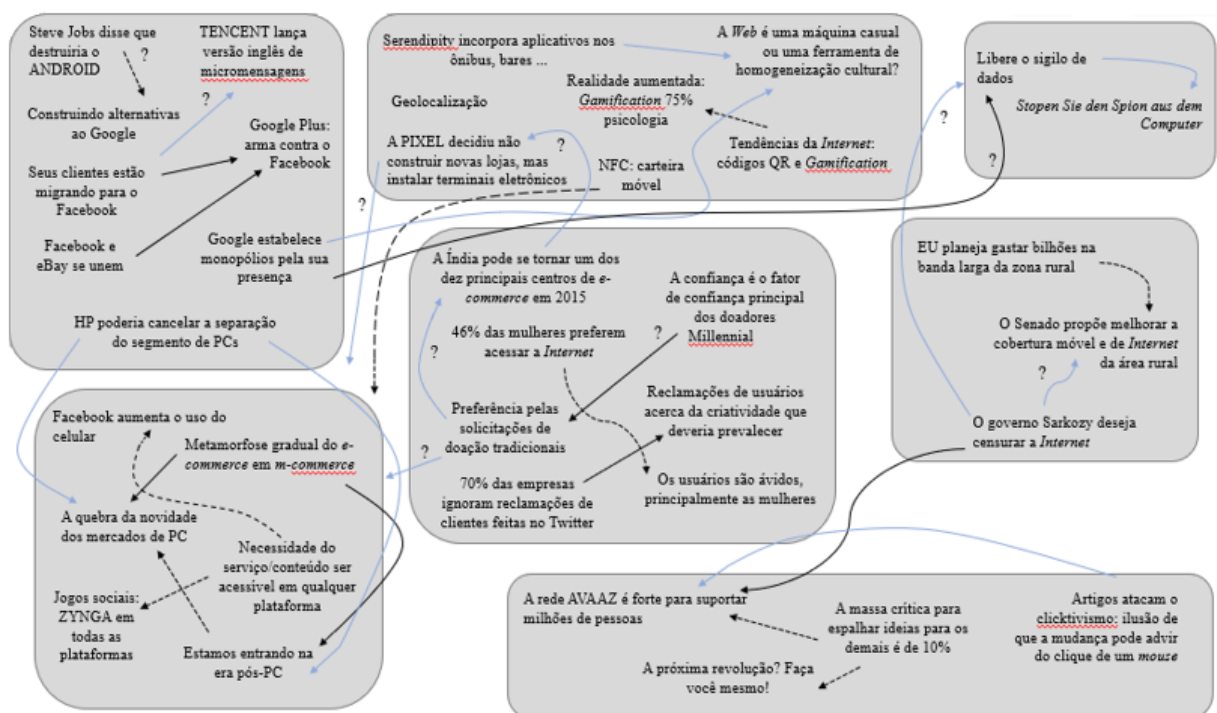 Steve Jobs disse que
destruiria o
ANDROID
?
TENCENT lança
versão inglês de
micromensagens
?
Construindo alternativas
ao Google
Google Plus:
arma contra o
Facebook
Seus clientes estão
migrando para o
Facebook
Facebook e
eBay se unem
Google estabelece
monopólios pela sua
presença
HP poderia cancelar a separação
do segmento de PCs
Serendipity incorpora aplicativos nos
ônibus, bares ...
A Web é uma máquina casual
ou uma ferramenta de
homogeneização cultural?
Realidade aumentada:
Gamification 75%
psicologia
Geolocalização
A PIXEL decidiu não
construir novas lojas, mas
instalar terminais eletrônicos
?
NFC: carteira
móvel
Tendências da Internet:
códigos QR e Gamification
?
Libere o sigilo de
dados
Stopen Sie den Spion aus dem
Computer
?
?
A Índia pode se tornar um dos
dez principais centros de e-
commerce em 2015
A confiança é o fator
de confiança principal
dos doadores
Millennial
?
46% das mulheres preferem
acessar a Internet
?
Reclamações de usuários
acerca da criatividade que
deveria prevalecer
Preferência pelas
solicitações de
doação tradicionais
?
Os usuários são ávidos,
principalmente as mulheres
70% das empresas
ignoram reclamações de
clientes feitas no Twitter
EU planeja gastar bilhões na
banda larga da zona rural
O Senado propõe melhorar a
cobertura móvel e de Internet
da área rural
?
O governo Sarkozy deseja
censurar a Internet
Facebook aumenta o uso do
celular
Metamorfose gradual do e-
commerce em m-commerce
A quebra da novidade
dos mercados de PC
Necessidade do
serviço/conteúdo ser
acessível em qualquer
plataforma
Jogos sociais:
ZYNGA em
todas as
plataformas
Estamos entrando na
era pós-PC
A rede AVAAZ é forte para suportar
milhões de pessoas
A massa crítica para
espalhar ideias para os
demais é de 10%
Artigos atacam o
clicktivismo: ilusão de
que a mudança pode advir
do clique de um mouse
A próxima revolução? Faça
você mesmo!